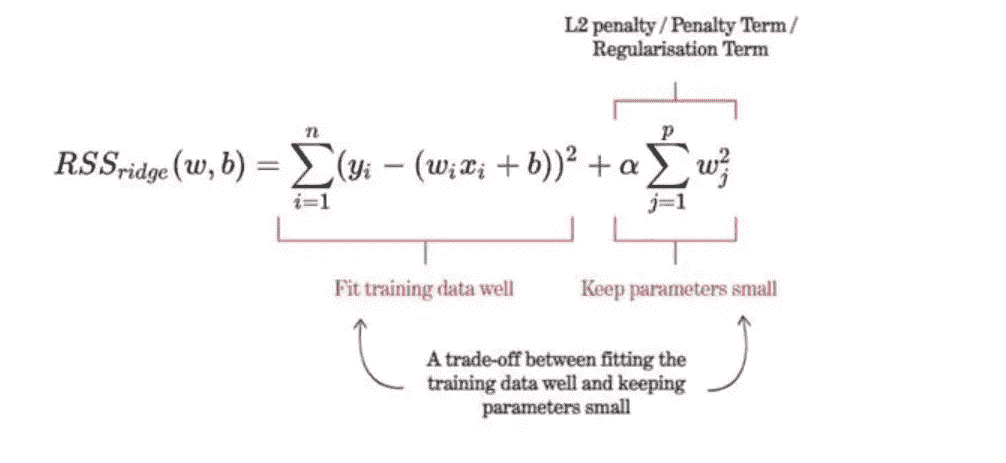 L2 penalty / Penalty Term /
Regularisation Term
RSS_{ridge}(w, b) = \sum_{i=1}^{n} (y_i − (w_i x_i + b))^2 + α \sum_{j=1}^{p} w_j^2
Fit training data well Keep parameters small
A trade-off between fitting the
training data well and keeping
parameters small